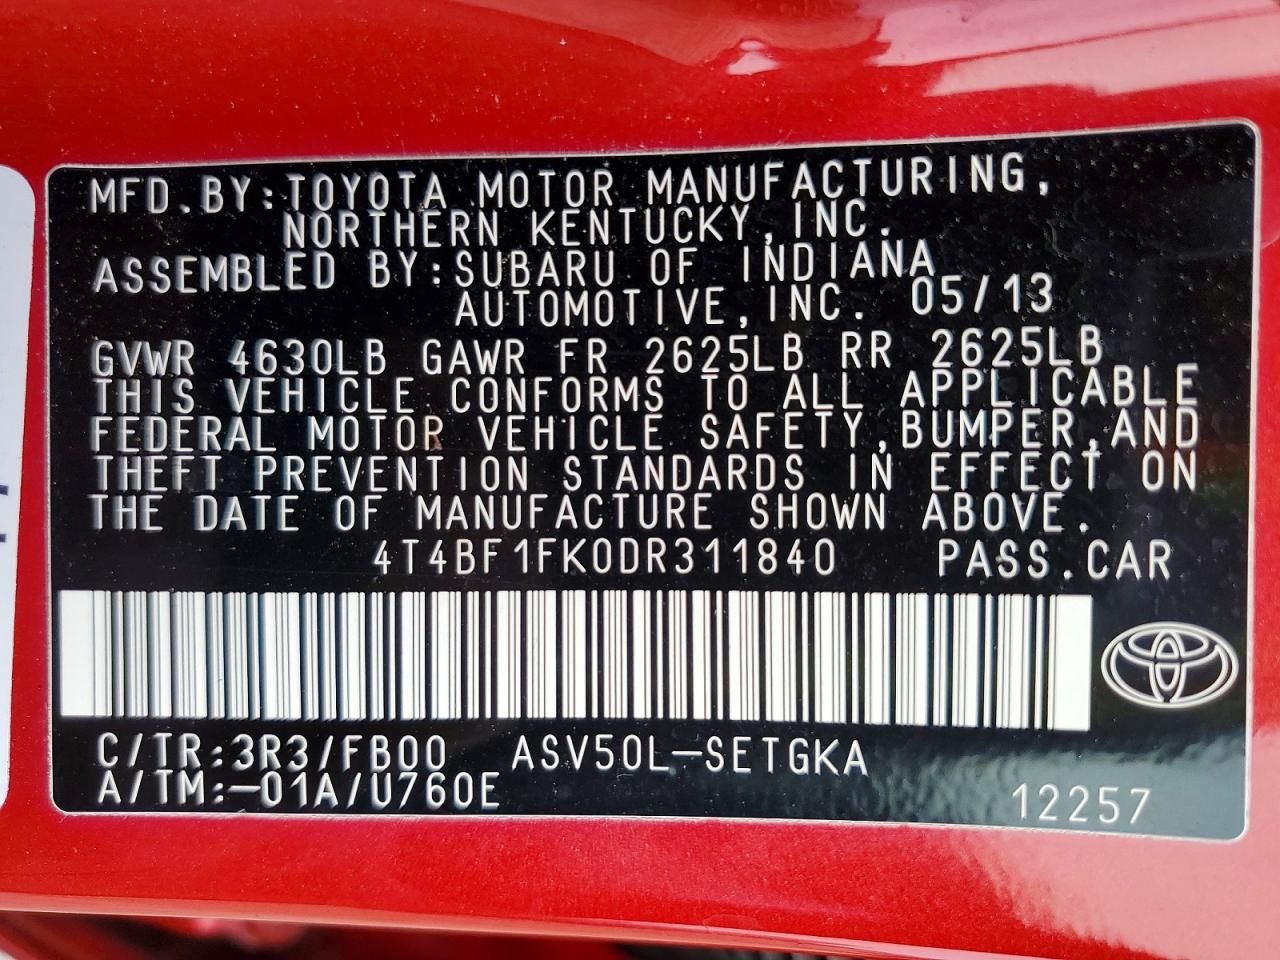 MFD.BY:TOYOTA MOTOR MANUFACTURING,
NORTHERN KENTUCKY,INC.
ASSEMBLED BY:SUBARU OF INDIANA
AUTOMOTIVE,INC. 05/13
GVWR 4630LB GAWR FR 2625LB RR 2625LB
THIS VEHICLE CONFORMS TO ALL APPLICABLE
FEDERAL MOTOR VEHICLE SAFETY,BUMPER,AND
THEFT PREVENTION STANDARDS IN EFFECT ON
THE DATE OF MANUFACTURE SHOWN ABOVE.
4T4BF1FK0DR311840 PASS.CAR
C/TR:3R3/FB00 ASV50L-SETGKA
A/TM:-01A/U760E
12257